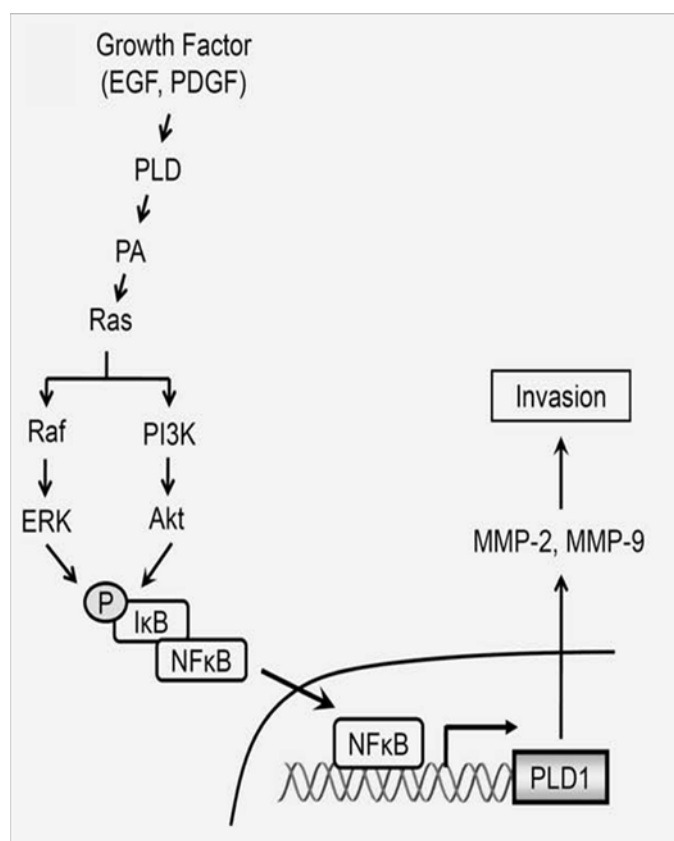 Growth Factor
(EGF, PDGF)
PLD
PA
Ras
Raf
PI3K
ERK
Akt
P
IκB
NFκB
NFκB
PLD1
MMP-2, MMP-9
Invasion